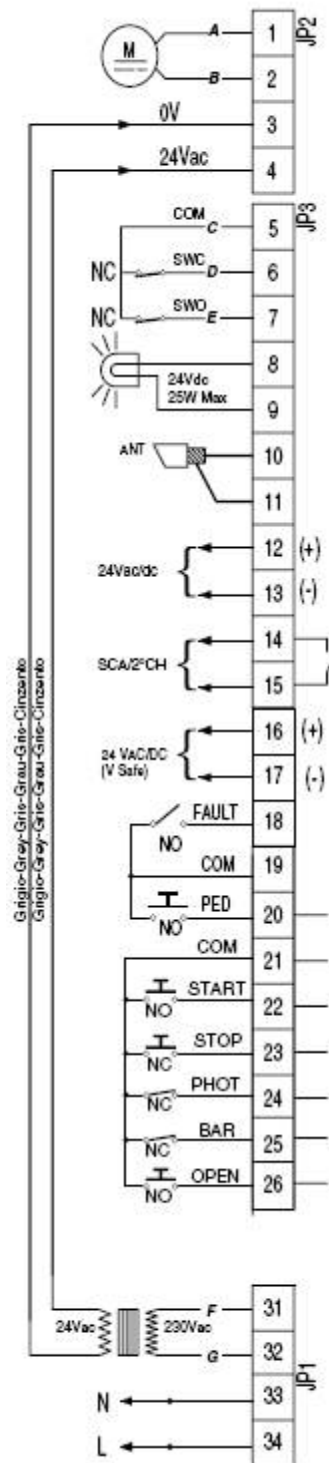 M A 1 JP2
B 2
0V 3
24Vac 4
COM C 5 JP3
NC SWC D 6
NC SWO E 7
8
24Vdc
25W Max 9
ANT 10
11
12 (+)
24Vac/dc
13 (-)
14
SCA/2°CH
15
16 (+)
24 VAC/DC
(V Safe)
17 (-)
FAULT 18
NO
COM 19
PED 20
NO
COM 21
START 22
NO
STOP 23
NC
PHOT 24
NC
BAR 25
NC
OPEN 26
NO
Grigio-Grey-Gris-Grau-Gris-Cinzento
Grigio-Grey-Gris-Grau-Gris-Cinzento
24Vac 230Vac F 31
G 32 JP1
N 33
L 34